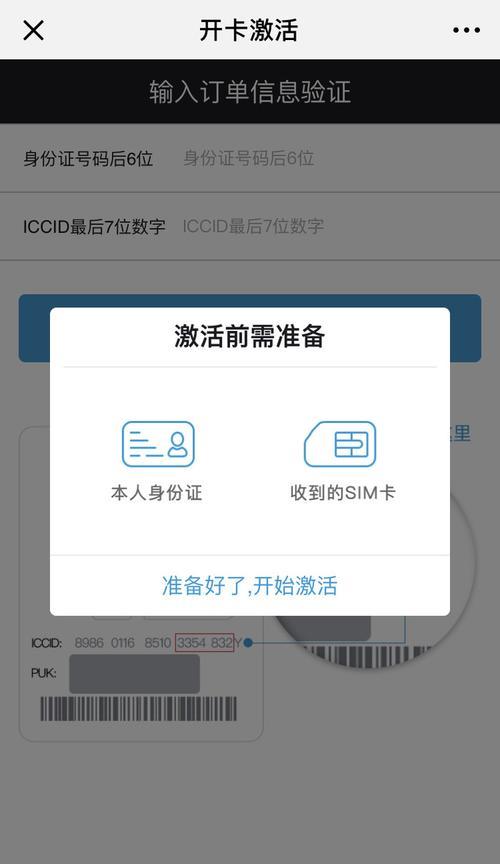 开卡激活
输入订单信息验证
身份证号码后6位 身份证号码后6位
ICCID最后7位数字 ICCID最后7位数字
激活前需准备
里
本人身份证 收到的SIM卡
准备好了,开始激活
ICCID: 8986 0116 8510 3354 832Y
PUK: